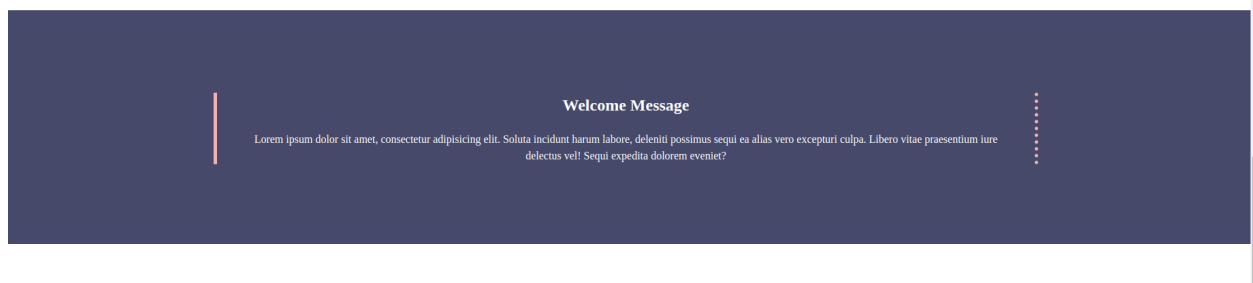 Welcome Message
Lorem ipsum dolor sit amet, consectetur adipisicing elit. Soluta incidunt harum labore, deleniti possimus sequi ea alias vero excepturi culpa. Libero vitae praesentium iure
delectus vel! Sequi expedita dolorem eveniet?